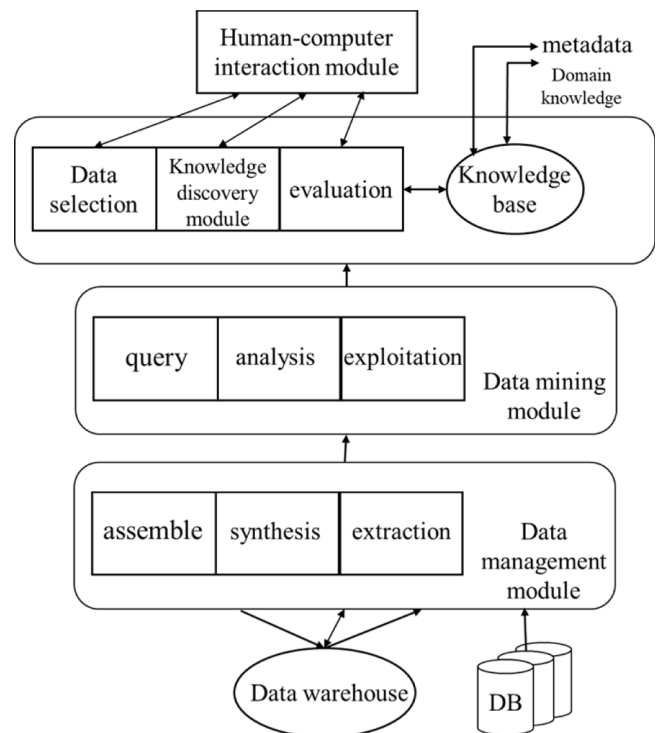 Human-computer
interaction module
metadata
Domain
knowledge
Data
selection
Knowledge
discovery
module
evaluation
Knowledge
base
query
analysis
exploitation
Data mining
module
assemble
synthesis
extraction
Data
management
module
Data warehouse
DB